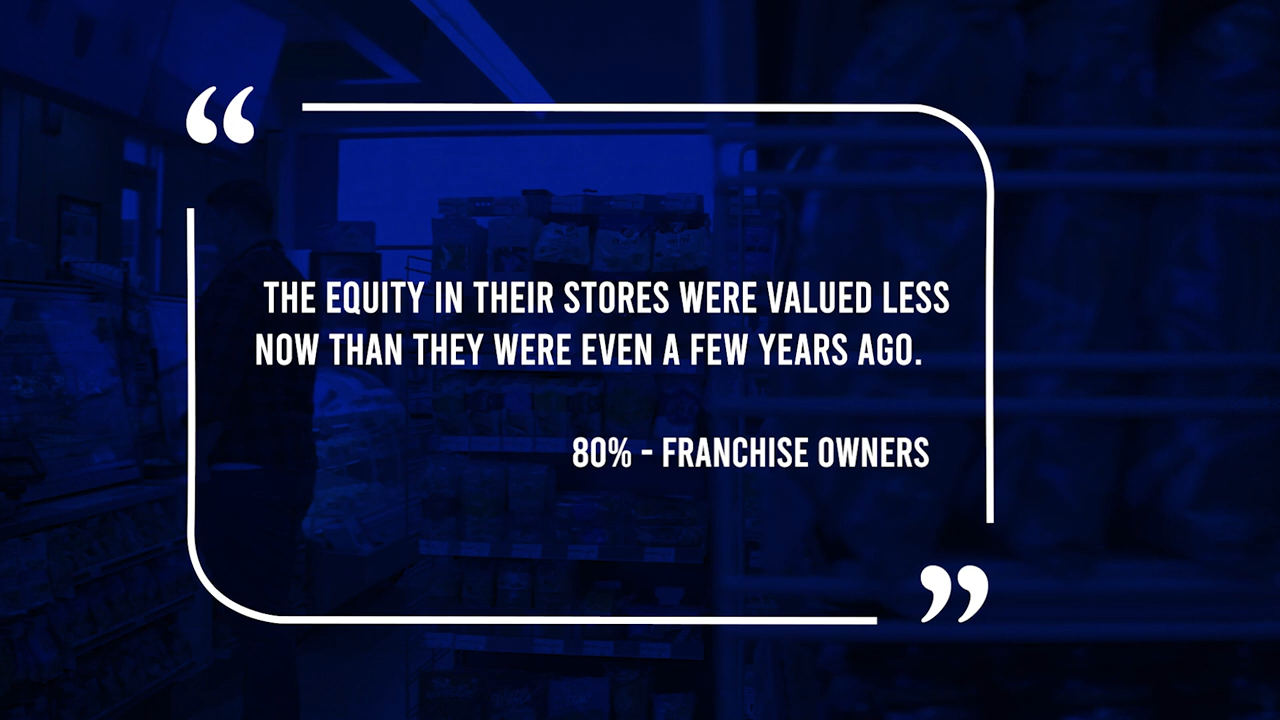 THE EQUITY IN THEIR STORES WERE VALUED LESS
NOW THAN THEY WERE EVEN A FEW YEARS AGO.
80% - FRANCHISE OWNERS